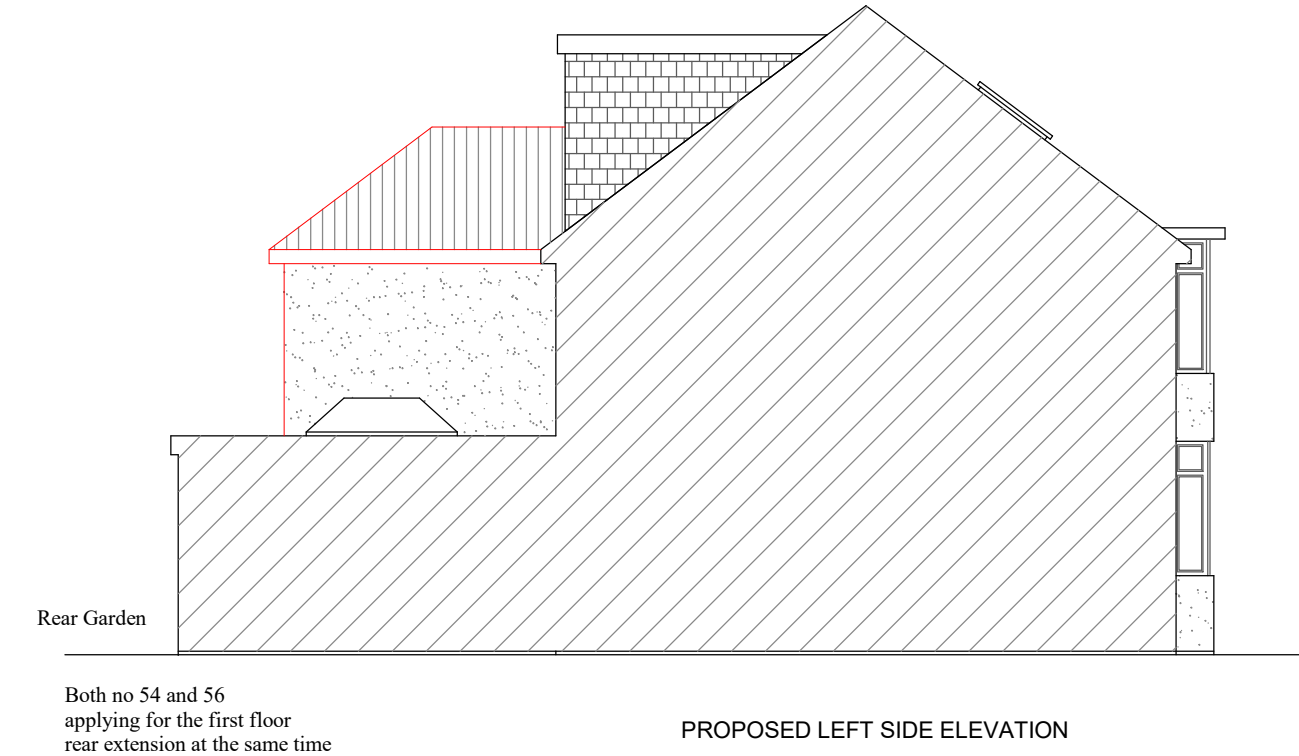 Rear Garden
Both no 54 and 56
applying for the first floor
rear extension at the same time
PROPOSED LEFT SIDE ELEVATION